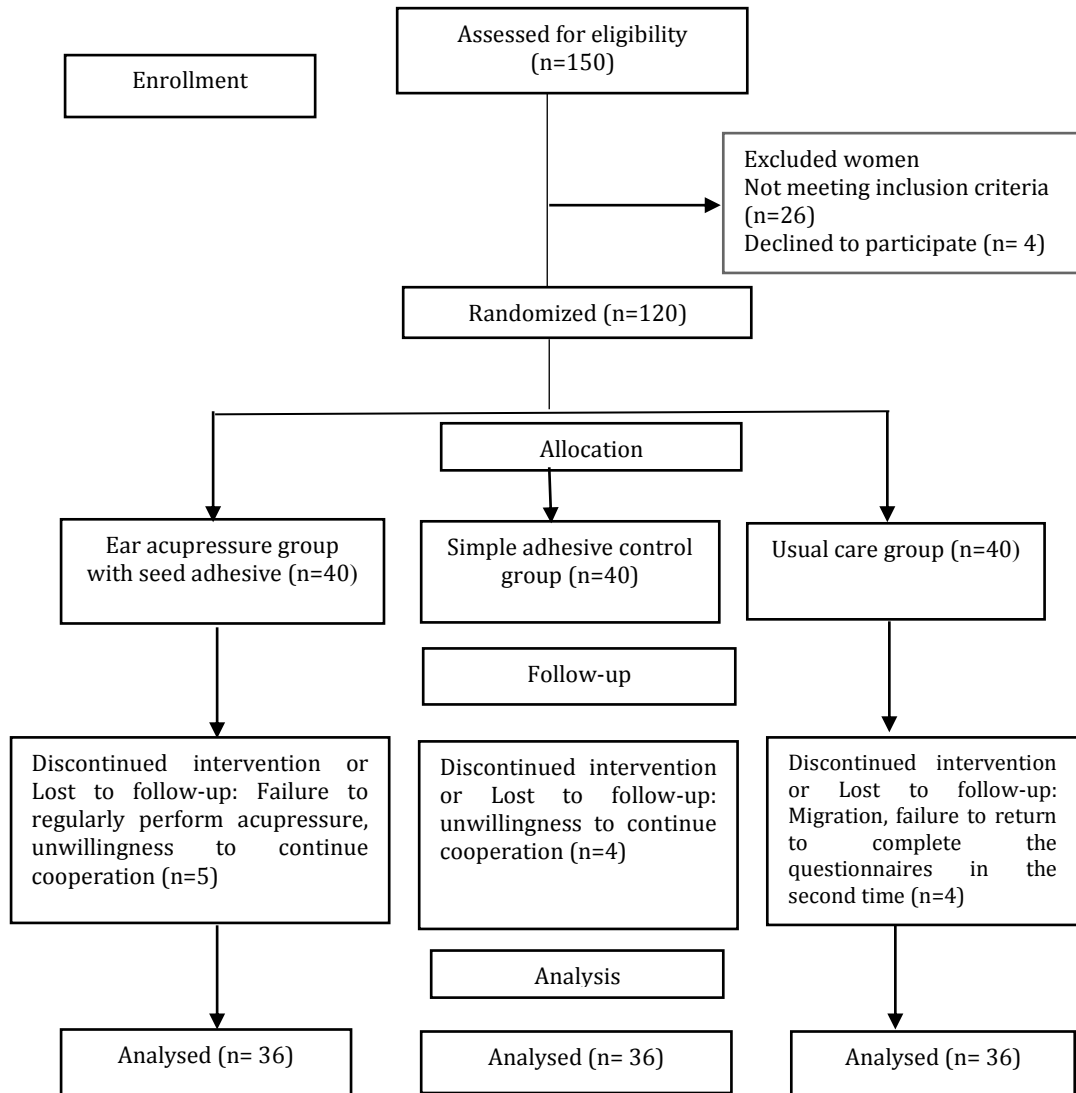 Assessed for eligibility
(n=150)
Enrollment
Excluded women
Not meeting inclusion criteria
(n=26)
Declined to participate (n= 4)
Randomized (n=120)
Allocation
Ear acupressure group
with seed adhesive (n=40)
Simple adhesive control
group (n=40)
Usual care group (n=40)
Follow-up
Discontinued intervention or
Lost to follow-up: Failure to
regularly perform acupressure,
unwillingness to continue
cooperation (n=5)
Discontinued intervention
or Lost to follow-up:
unwillingness to continue
cooperation (n=4)
Discontinued intervention
or Lost to follow-up:
Migration, failure to return
to complete the
questionnaires in the
second time (n=4)
Analysis
Analysed (n= 36)
Analysed (n= 36)
Analysed (n= 36)